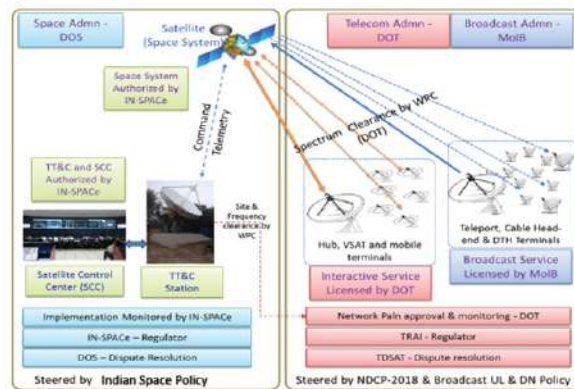 Space Admn -
DOS
Satellite
(Space System)
Telecom Admn -
DOT
Broadcast Admn -
MoIB
Space System
Authorized by
IN-SPACe
Command
Telemetry
Spectrum Clearance by WPC
(DOT)
TT&C and SCC
Authorized by
IN-SPACe
Site &
Frequency
clearance by
WPC
Hub, VSAT and mobile
terminals
Teleport, Cable Head-
end & DTH Terminals
Satellite Control
Center (SCC)
TT&C
Station
Interactive Service
Licensed by DOT
Broadcast Service
Licensed by MoIB
Implementation Monitored by IN-SPACe
IN-SPACe – Regulator
DOS – Dispute Resolution
Network Paln approval & monitoring - DOT
TRAI - Regulator
TDSAT - Dispute resolution
Steered by Indian Space Policy
Steered by NDCP-2018 & Broadcast UL & DN Policy